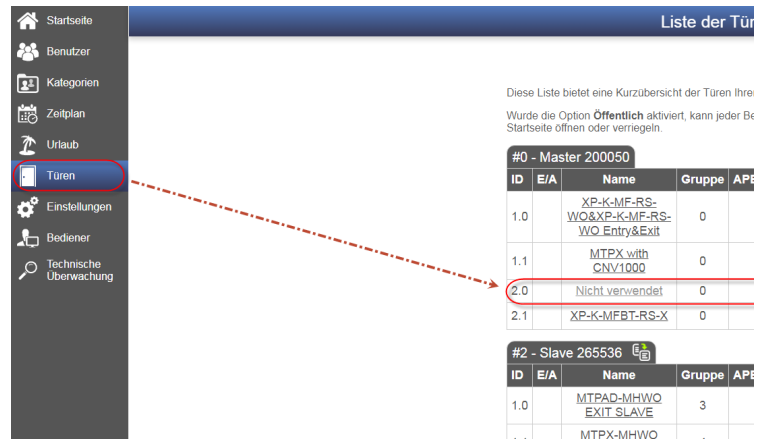 Startseite
Benutzer
Kategorien
Zeitplan
Urlaub
Türen
Einstellungen
Bediener
Technische
Überwachung
Liste der Tür
Diese Liste bietet eine Kurzübersicht der Türen Ihre
Wurde die Option Öffentlich aktiviert, kann jeder Be
Startseite öffnen oder verriegeln.
#0 - Master 200050
ID E/A Name Gruppe APE
1.0 XP-K-MF-RS-
WO&XP-K-MF-RS-
WO Entry&Exit 0
1.1 MTPX with
CNV1000 0
2.0 Nicht verwendet 0
2.1 XP-K-MFBT-RS-X 0
#2 - Slave 265536
ID E/A Name Gruppe APE
1.0 MTPAD-MHWO
EXIT SLAVE 3
MTPX-MHWO